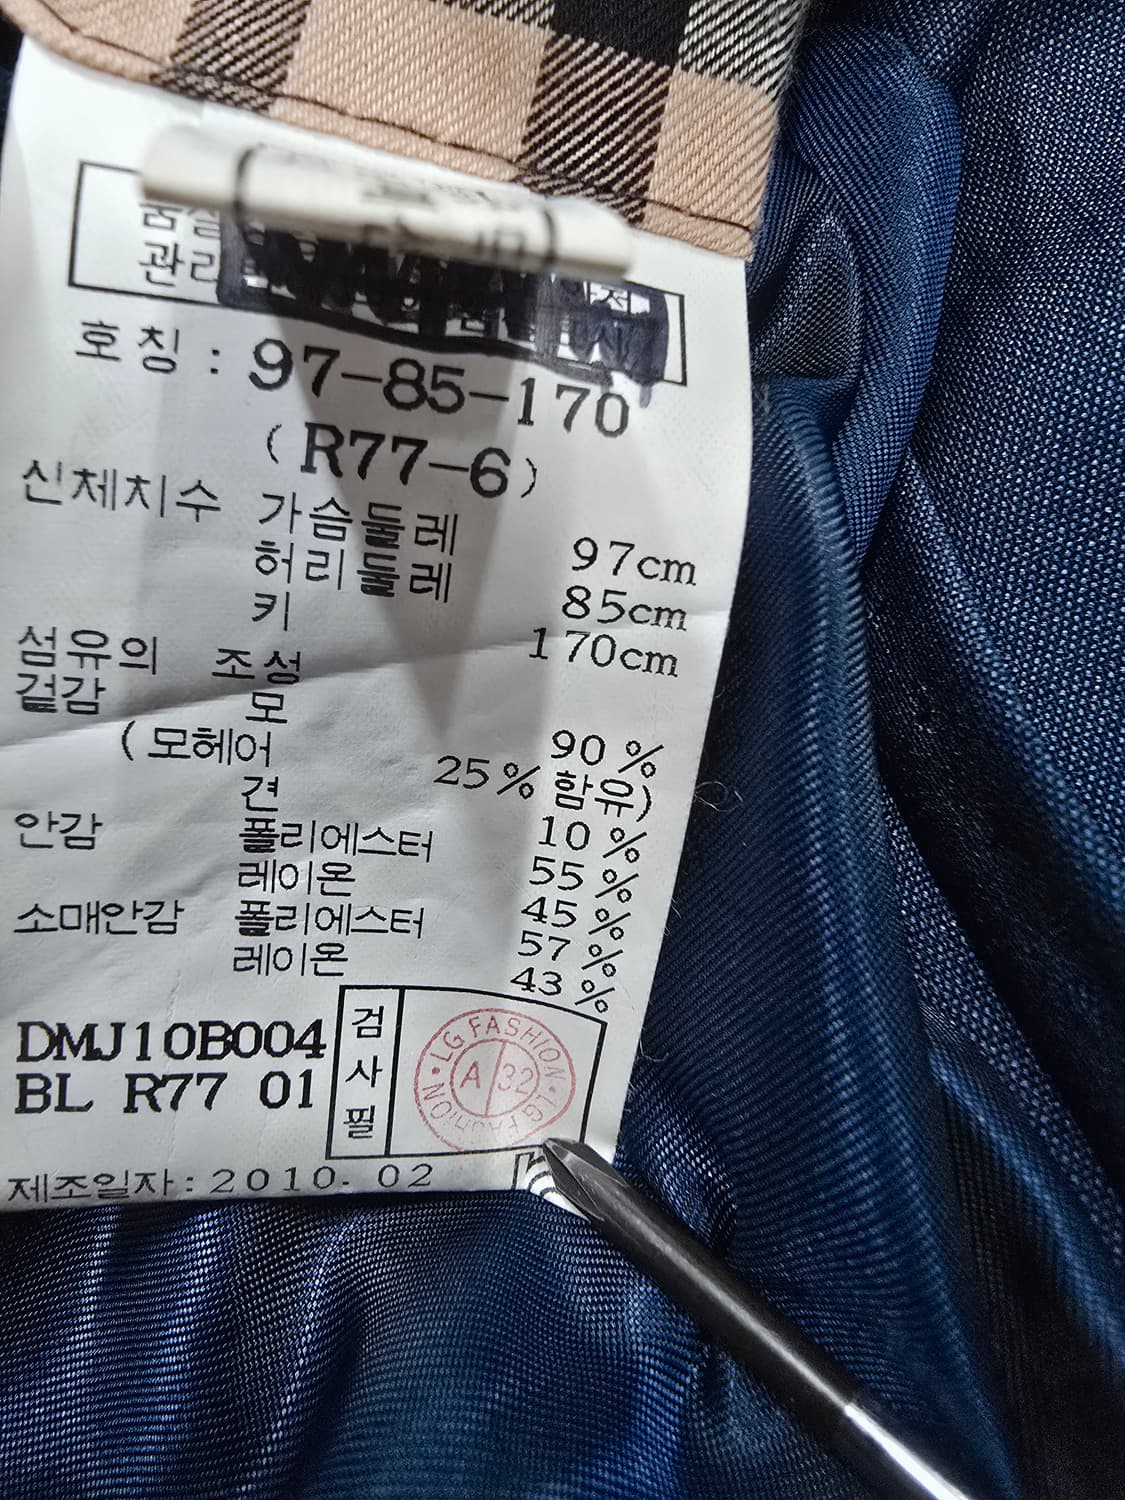 관리
호칭 : 97-85-170
(R77-6)
신체치수 가슴둘레 97cm
허리둘레 85cm
키 170cm
섬유의 조성
겉감 모 90 %
(모헤어 25% 함유)
견 10 %
안감 폴리에스터 55 %
레이온 45 %
소매안감 폴리에스터 57 %
레이온 43 %
DMJ10B004
BL R77 01
검사필
LG FASHION · LG FASHION ·
A 32
제조일자 : 2010. 02